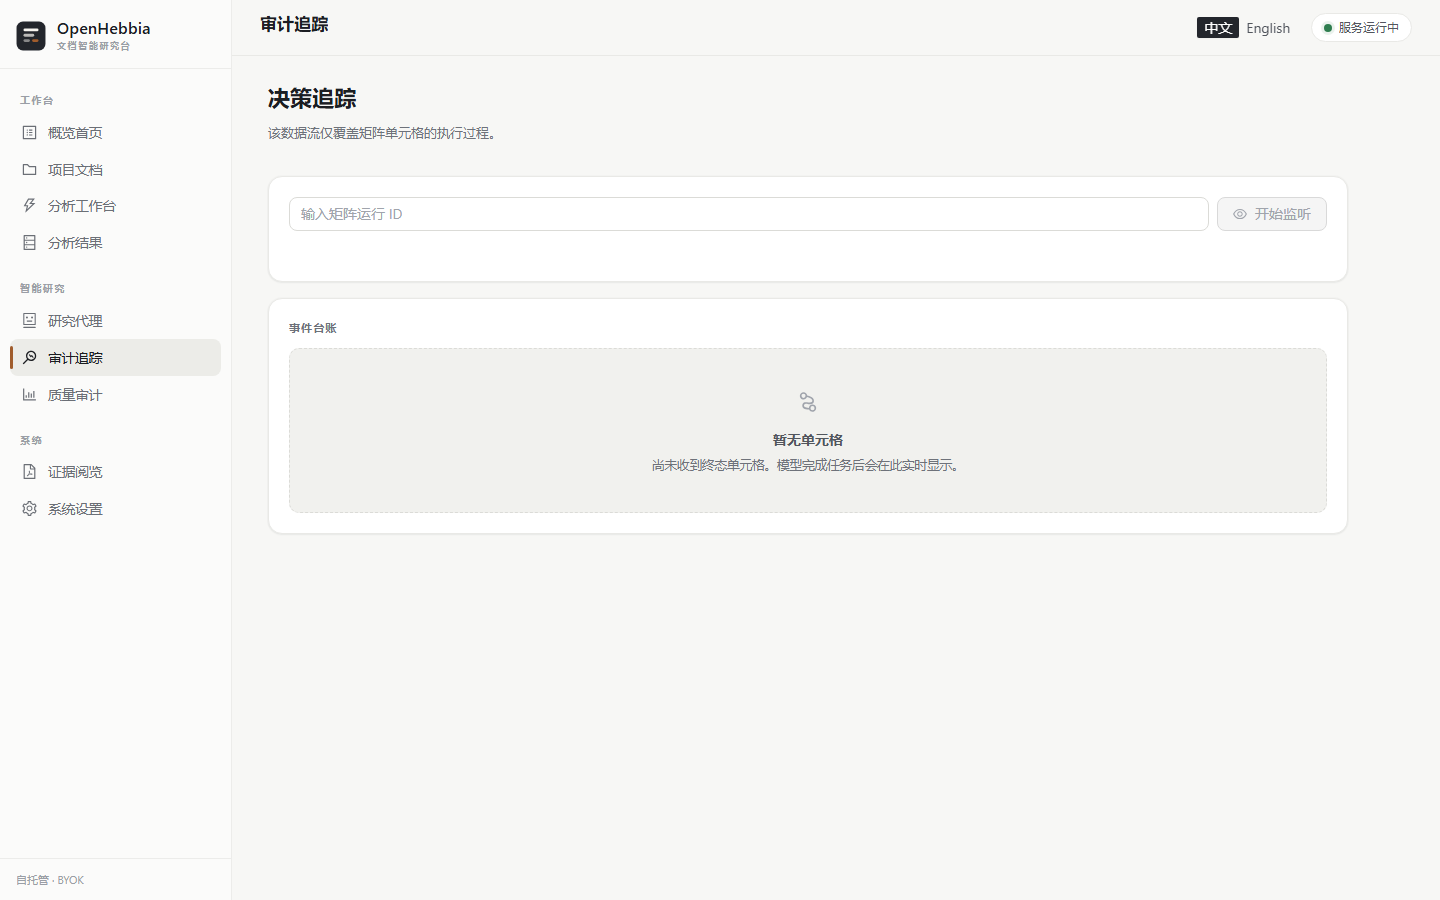 OpenHebbia
文档智能研究台
工作台
概览首页
项目文档
分析工作台
分析结果
智能研究
研究代理
审计追踪
质量审计
系统
证据阅览
系统设置
自托管 · BYOK
审计追踪
中文 English
服务运行中
决策追踪
该数据流仅覆盖矩阵单元格的执行过程。
输入矩阵运行 ID
开始监听
事件台账
暂无单元格
尚未收到终态单元格。模型完成任务后会在此实时显示。